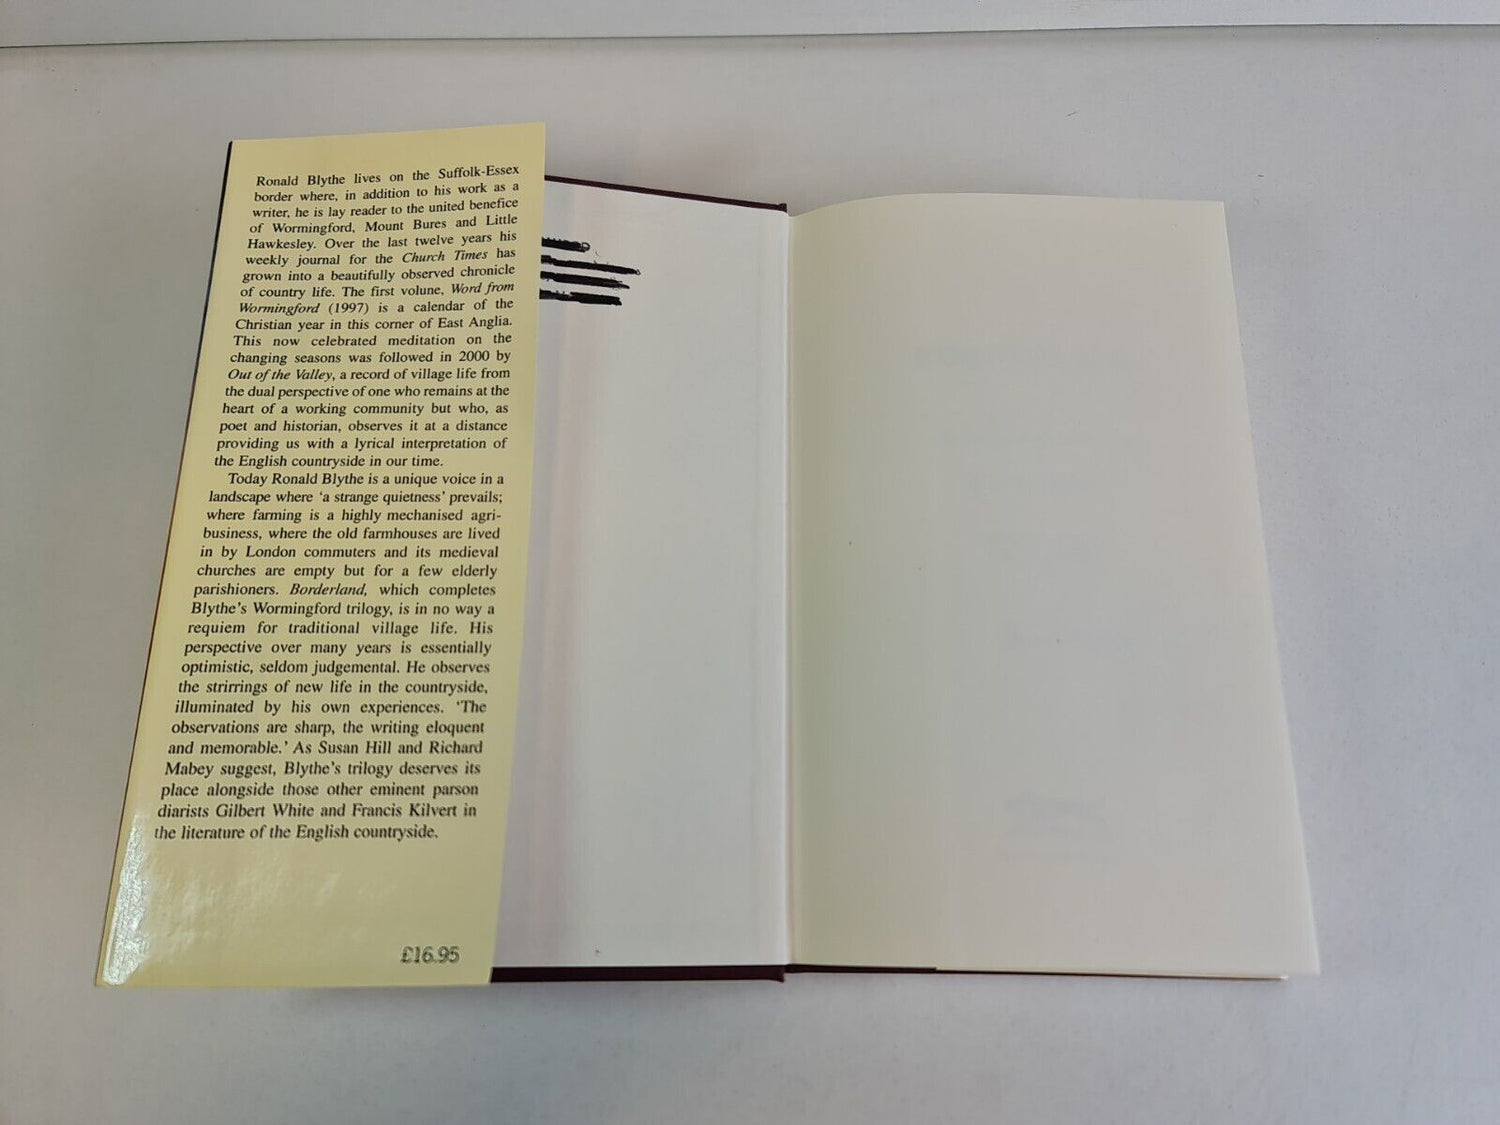 Ronald Blythe lives on the Suffolk-Essex
border where, in addition to his work as a
writer, he is lay reader to the united benefice
of Wormingford, Mount Bures and Little
Hawkesley. Over the last twelve years his
weekly journal for the Church Times has
grown into a beautifully observed chronicle
of country life. The first volune, Word from
Wormingford (1997) is a calendar of the
Christian year in this corner of East Anglia.
This now celebrated meditation on the
changing seasons was followed in 2000 by
Out of the Valley, a record of village life from
the dual perspective of one who remains at the
heart of a working community but who, as
poet and historian, observes it at a distance
providing us with a lyrical interpretation of
the English countryside in our time.
Today Ronald Blythe is a unique voice in a
landscape where ‘a strange quietness’ prevails;
where farming is a highly mechanised agri-
business, where the old farmhouses are lived
in by London commuters and its medieval
churches are empty but for a few elderly
parishioners. Borderland, which completes
Blythe’s Wormingford trilogy, is in no way a
requiem for traditional village life. His
perspective over many years is essentially
optimistic, seldom judgemental. He observes
the strirrings of new life in the countryside,
illuminated by his own experiences. ‘The
observations are sharp, the writing eloquent
and memorable.’ As Susan Hill and Richard
Mabey suggest, Blythe’s trilogy deserves its
place alongside those other eminent parson
diarists Gilbert White and Francis Kilvert in
the literature of the English countryside.
£16.95